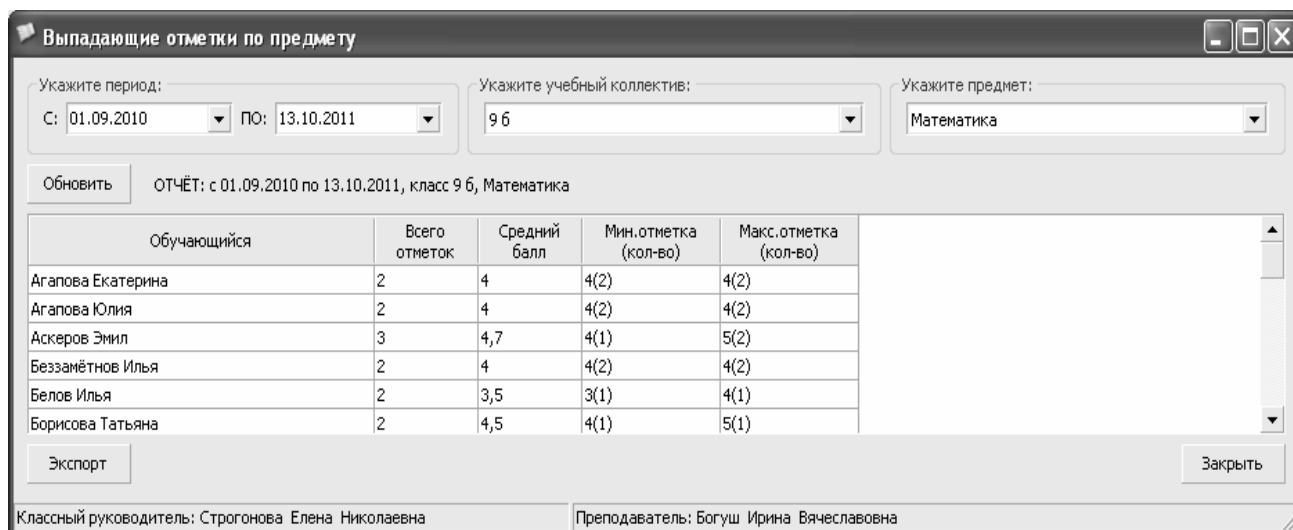 Выпадающие отметки по предмету
Укажите период: Укажите учебный коллектив: Укажите предмет:
С: 01.09.2010 ПО: 13.10.2011 9 б Математика
Обновить ОТЧЁТ: с 01.09.2010 по 13.10.2011, класс 9 б, Математика
Обучающийся Всего отметок Средний балл Мин.отметка (кол-во) Макс.отметка (кол-во)
Агапова Екатерина 2 4 4(2) 4(2)
Агапова Юлия 2 4 4(2) 4(2)
Аскеров Эмил 3 4,7 4(1) 5(2)
Беззамётнов Илья 2 4 4(2) 4(2)
Белов Илья 2 3,5 3(1) 4(1)
Борисова Татьяна 2 4,5 4(1) 5(1)
Экспорт Закрыть
Классный руководитель: Строгонова Елена Николаевна Преподаватель: Богуш Ирина Вячеславовна